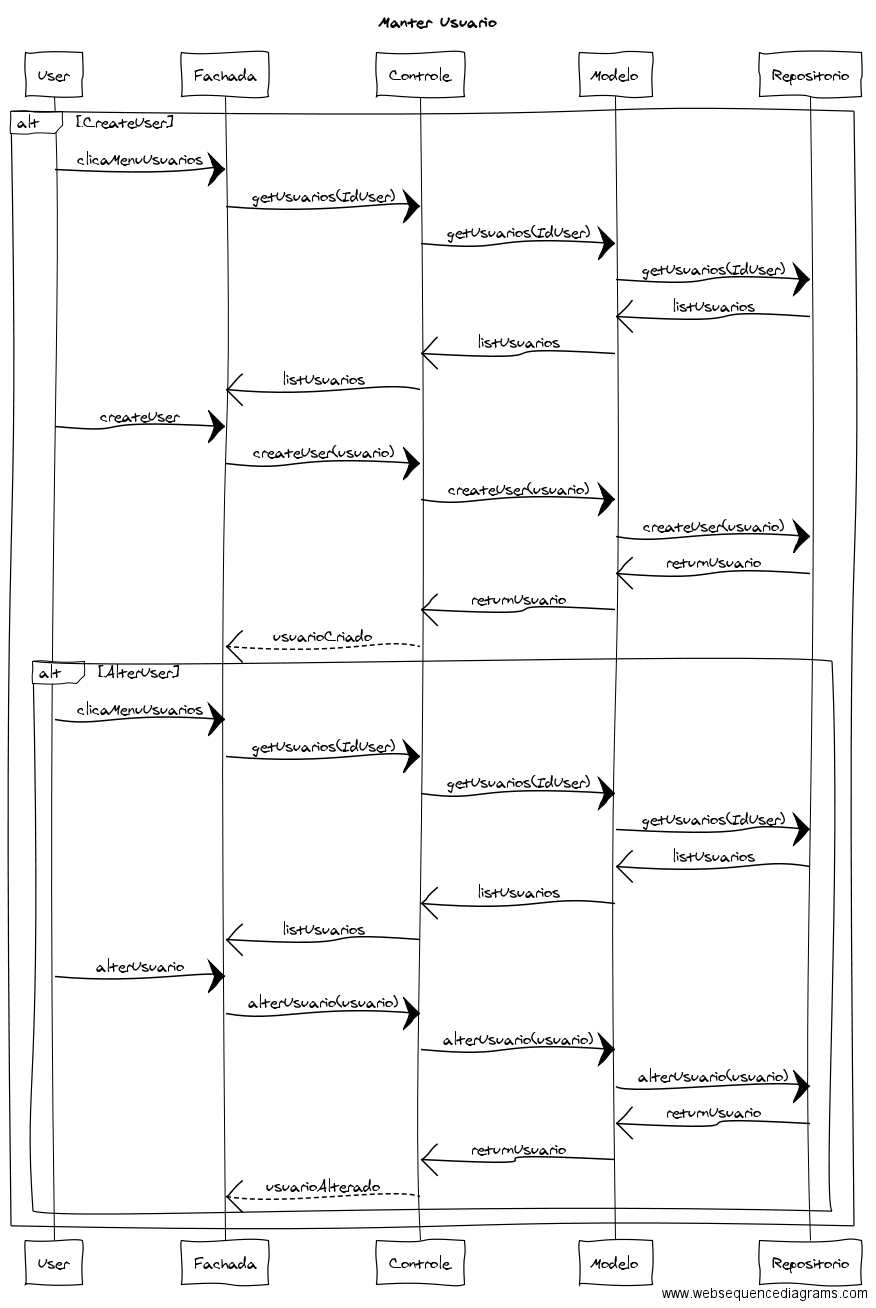 Manter Usuario
User Fachada Controle Modelo Repositorio
alt [CreateUser]
clicaMenuUsuarios
getUsuarios(IdUser)
getUsuarios(IdUser)
getUsuarios(IdUser)
listUsuarios
listUsuarios
listUsuarios
createUser
createUser(usuario)
createUser(usuario)
createUser(usuario)
returnUsuario
returnUsuario
usuarioCriado
alt [AlterUser]
clicaMenuUsuarios
getUsuarios(IdUser)
getUsuarios(IdUser)
getUsuarios(IdUser)
listUsuarios
listUsuarios
listUsuarios
alterUsuario
alterUsuario(usuario)
alterUsuario(usuario)
alterUsuario(usuario)
returnUsuario
returnUsuario
usuarioAlterado
User Fachada Controle Modelo Repositorio
www.websequencediagrams.com